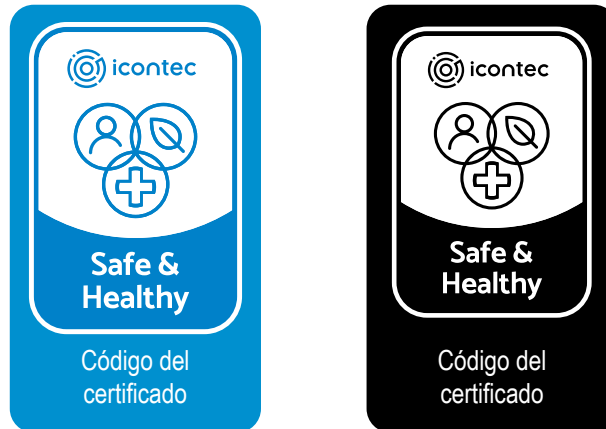 icontec
Safe &
Healthy
Código del
certificado
icontec
Safe &
Healthy
Código del
certificado